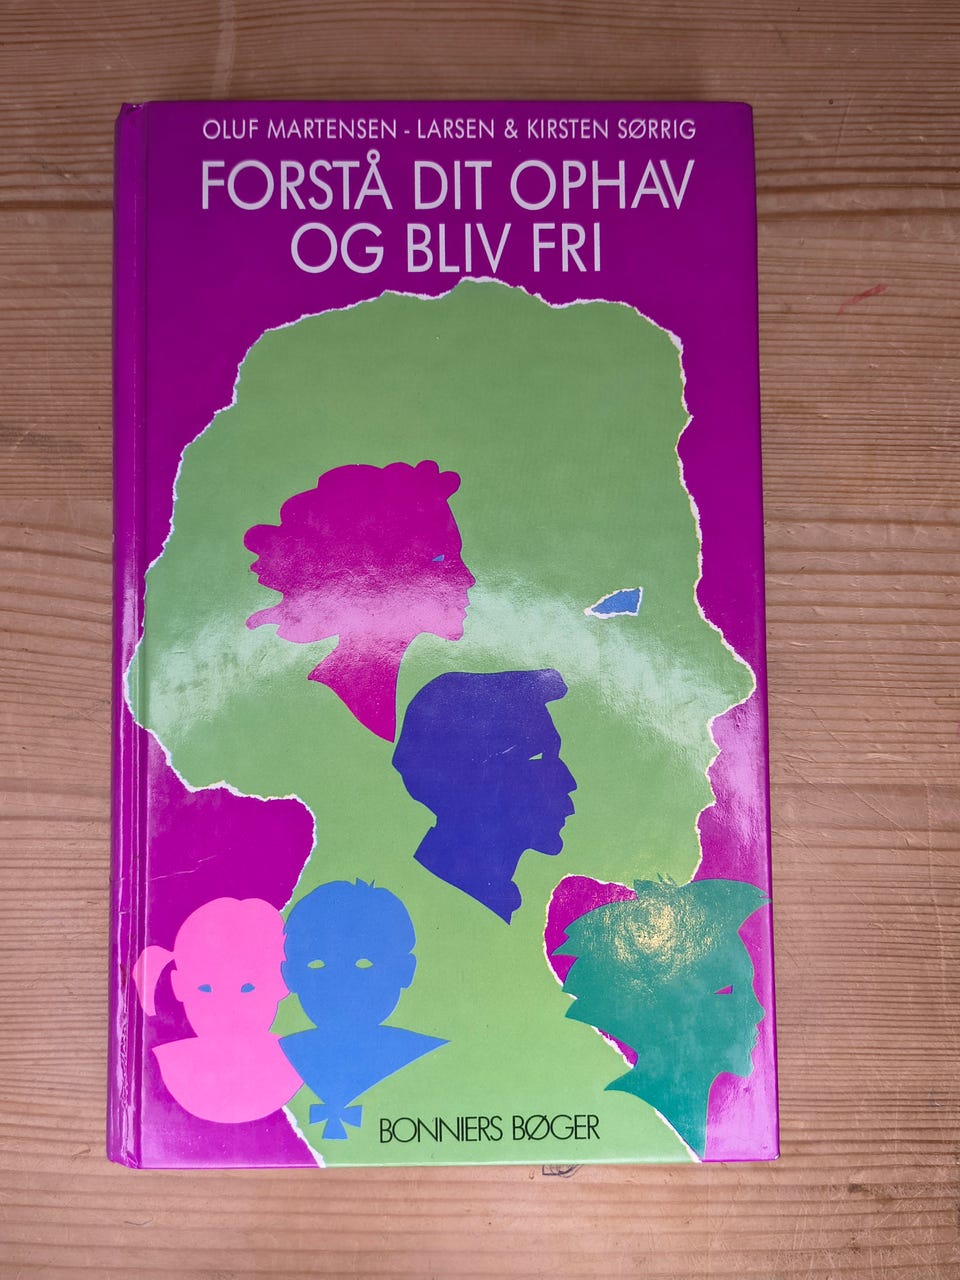 OLUF MARTENSEN - LARSEN & KIRSTEN SØRRIG
FORSTÅ DIT OPHAV
OG BLIV FRI
BONNIERS BØGER